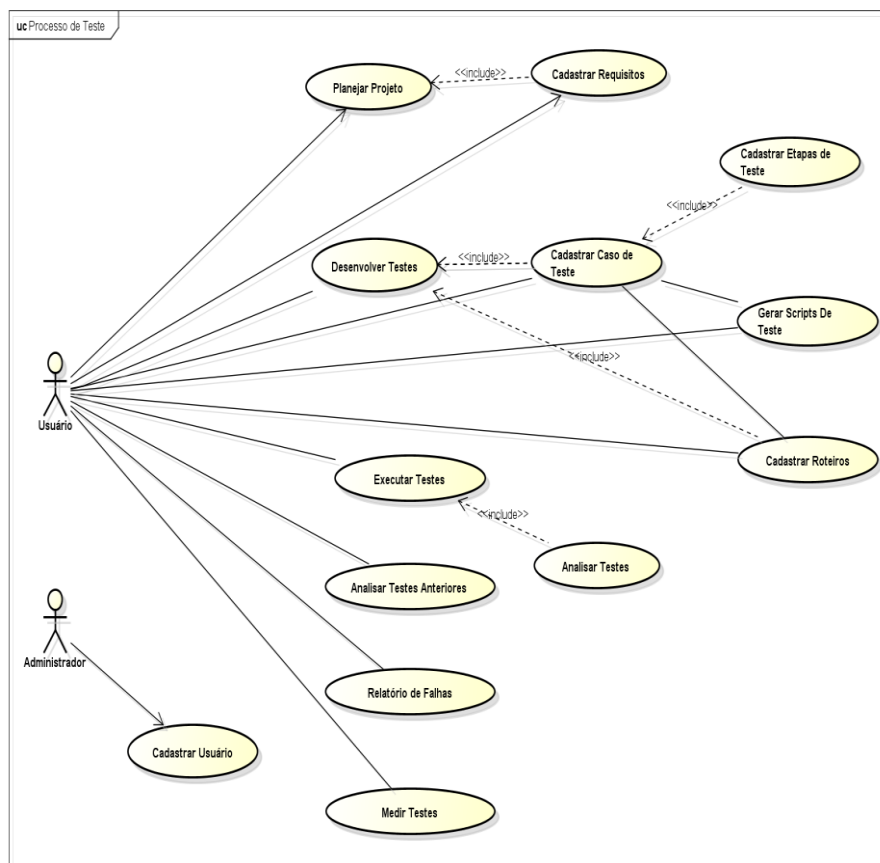 uc Processo de Teste
Planejar Projeto
<<include>>
Cadastrar Requisitos
Cadastrar Etapas de
Teste
<<include>>
Desenvolver Testes
<<include>>
Cadastrar Caso de
Teste
Gerar Scripts De
Teste
<<include>>
Usuário
Cadastrar Roteiros
Executar Testes
<<include>>
Analisar Testes
Analisar Testes Anteriores
Administrador
Relatório de Falhas
Cadastrar Usuário
Medir Testes